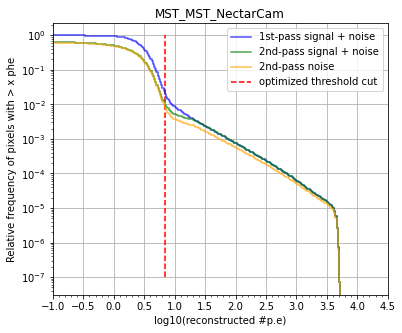 MST_MST_NectarCam
1st-pass signal + noise
2nd-pass signal + noise
2nd-pass noise
optimized threshold cut
Relative frequency of pixels with > x phe
10⁰
10⁻¹
10⁻²
10⁻³
10⁻⁴
10⁻⁵
10⁻⁶
10⁻⁷
−1.0 −0.5 0.0 0.5 1.0 1.5 2.0 2.5 3.0 3.5 4.0 4.5
log10(reconstructed #p.e)